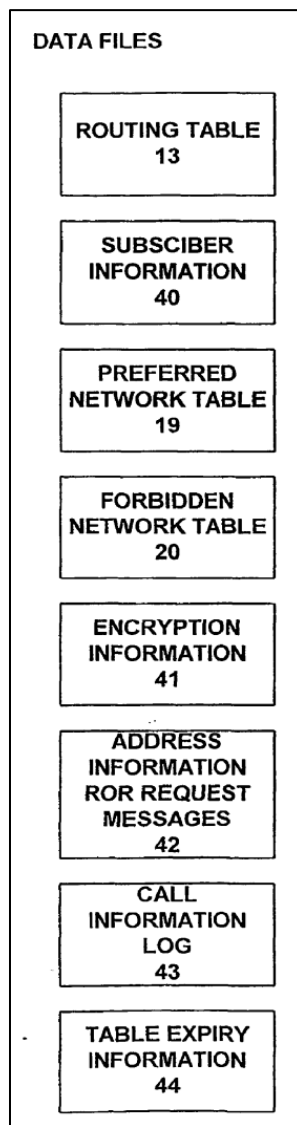 DATA FILES
ROUTING TABLE
13
SUBSCIBER
INFORMATION
40
PREFERRED
NETWORK TABLE
19
FORBIDDEN
NETWORK TABLE
20
ENCRYPTION
INFORMATION
41
ADDRESS
INFORMATION
ROR REQUEST
MESSAGES
42
CALL
INFORMATION
LOG
43
TABLE EXPIRY
INFORMATION
44